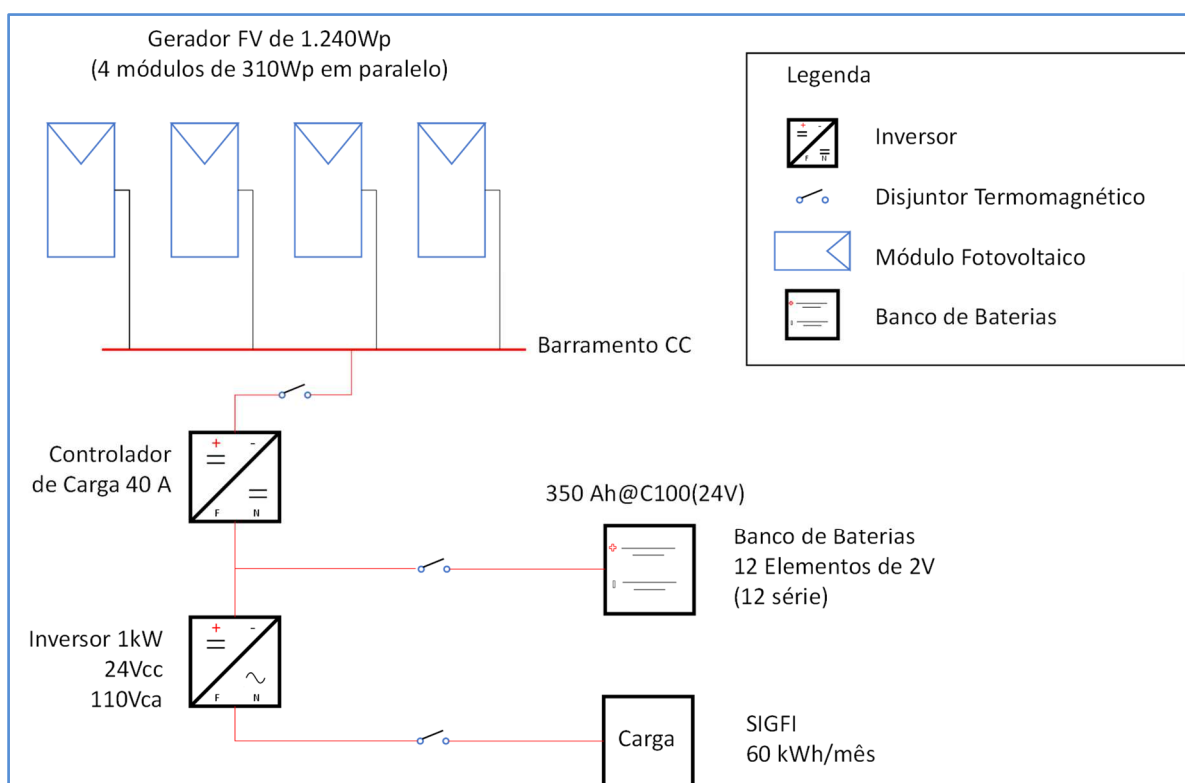 Gerador FV de 1.240Wp
(4 módulos de 310Wp em paralelo)
Legenda
+ -
F N
Inversor
Disjuntor Termomagnético
Módulo Fotovoltaico
Banco de Baterias
Barramento CC
Controlador
de Carga 40 A
+ -
F N
350 Ah@C100(24V)
Banco de Baterias
12 Elementos de 2V
(12 série)
Inversor 1kW
24Vcc
110Vca
+ -
F N
Carga
SIGFI
60 kWh/mês